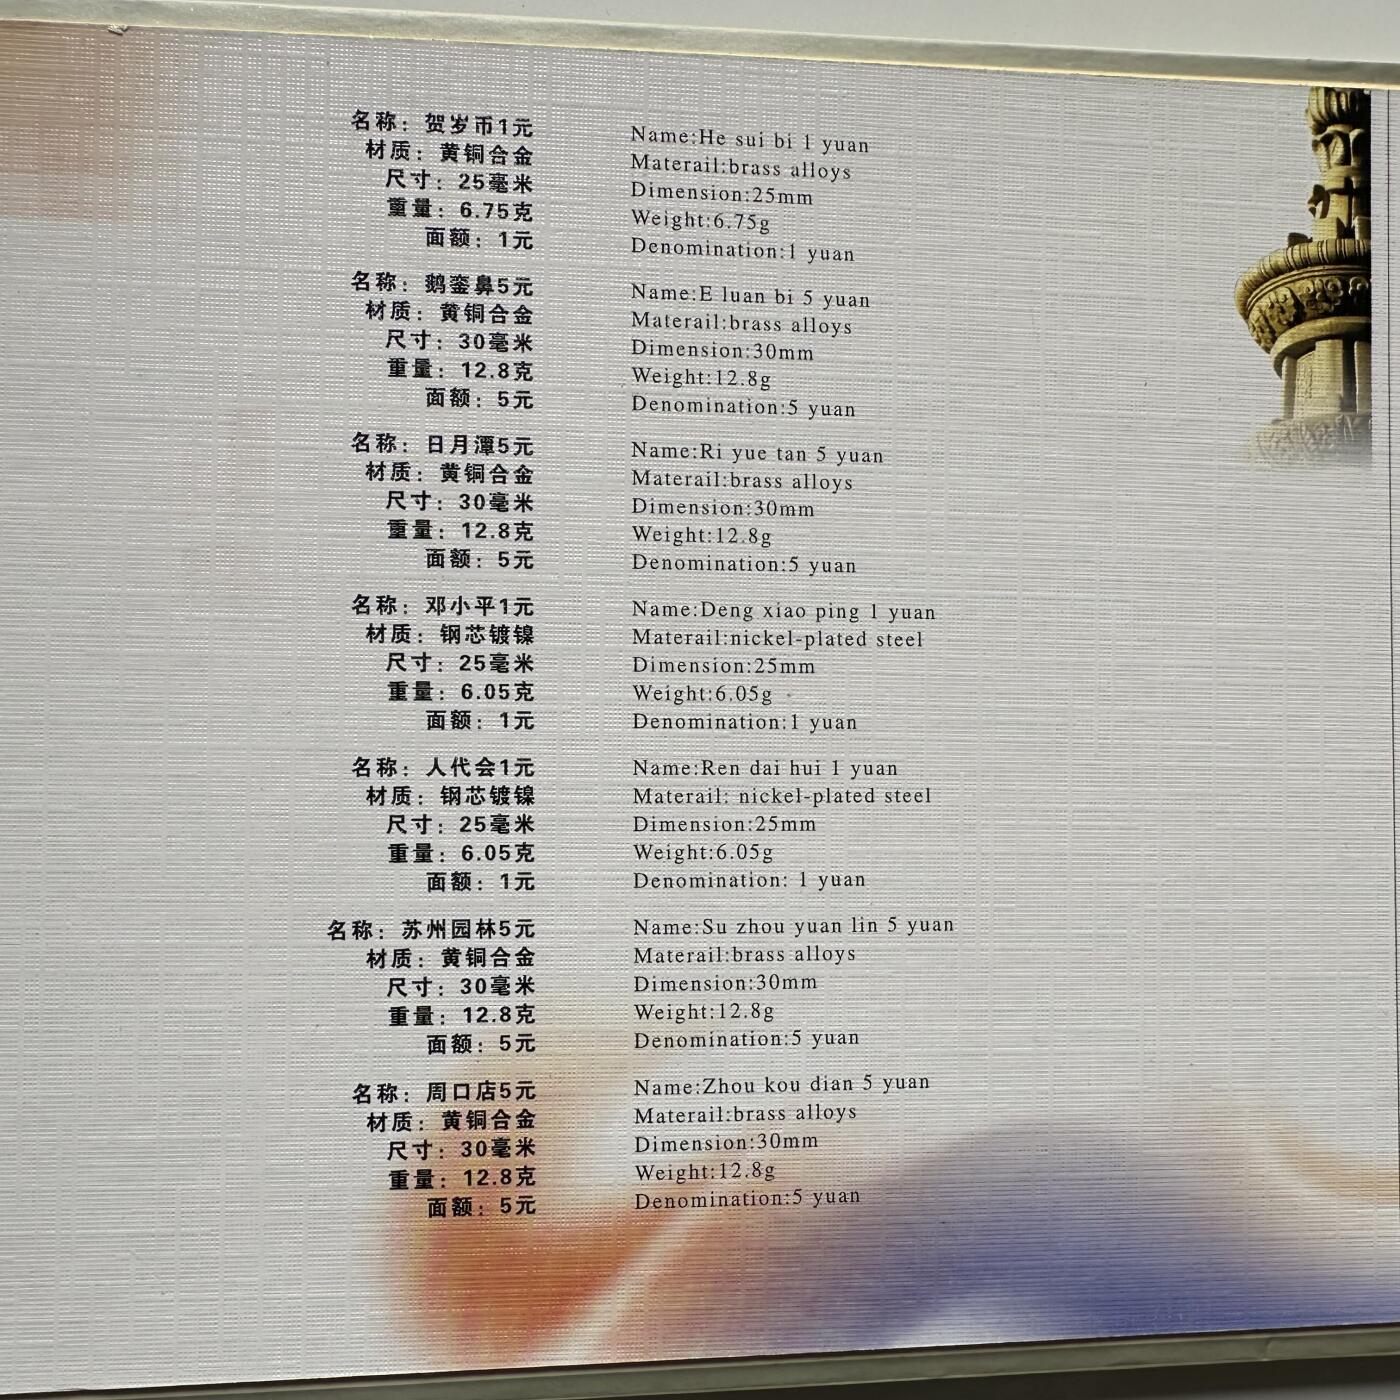 名称：贺岁币1元
材质：黄铜合金
尺寸：25毫米
重量：6.75克
面额：1元
名称：鹅銮鼻5元
材质：黄铜合金
尺寸：30毫米
重量：12.8克
面额：5元
名称：日月潭5元
材质：黄铜合金
尺寸：30毫米
重量：12.8克
面额：5元
名称：邓小平1元
材质：钢芯镀镍
尺寸：25毫米
重量：6.05克
面额：1元
名称：人代会1元
材质：钢芯镀镍
尺寸：25毫米
重量：6.05克
面额：1元
名称：苏州园林5元
材质：黄铜合金
尺寸：30毫米
重量：12.8克
面额：5元
名称：周口店5元
材质：黄铜合金
尺寸：30毫米
重量：12.8克
面额：5元
Name:He sui bi 1 yuan
Materail:brass alloys
Dimension:25mm
Weight:6.75g
Denomination:1 yuan
Name:E luan bi 5 yuan
Materail:brass alloys
Dimension:30mm
Weight:12.8g
Denomination:5 yuan
Name:Ri yue tan 5 yuan
Materail:brass alloys
Dimension:30mm
Weight:12.8g
Denomination:5 yuan
Name:Deng xiao ping 1 yuan
Materail:nickel-plated steel
Dimension:25mm
Weight:6.05g
Denomination:1 yuan
Name:Ren dai hui 1 yuan
Materail: nickel-plated steel
Dimension:25mm
Weight:6.05g
Denomination: 1 yuan
Name:Su zhou yuan lin 5 yuan
Materail:brass alloys
Dimension:30mm
Weight:12.8g
Denomination:5 yuan
Name:Zhou kou dian 5 yuan
Materail:brass alloys
Dimension:30mm
Weight:12.8g
Denomination:5 yuan